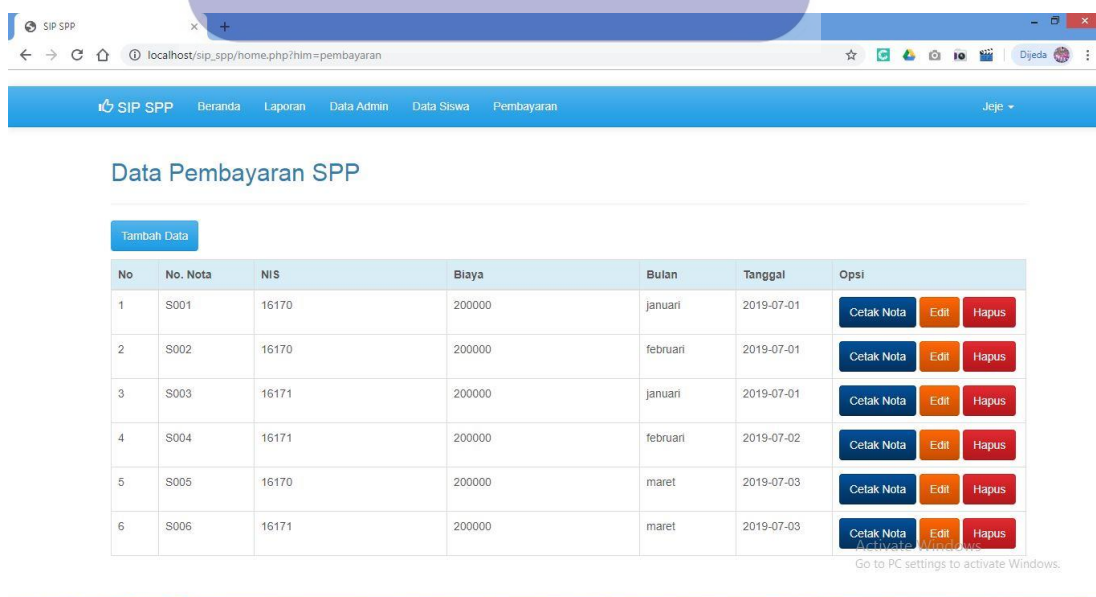 SIP SPP
localhost/sip_spp/home.php?hlm=pembayaran
Dijeda
SIP SPP Beranda Laporan Data Admin Data Siswa Pembayaran Jeje
Data Pembayaran SPP
Tambah Data
No No. Nota NIS Biaya Bulan Tanggal Opsi
1 S001 16170 200000 januari 2019-07-01 Cetak Nota Edit Hapus
2 S002 16170 200000 februari 2019-07-01 Cetak Nota Edit Hapus
3 S003 16171 200000 januari 2019-07-01 Cetak Nota Edit Hapus
4 S004 16171 200000 februari 2019-07-02 Cetak Nota Edit Hapus
5 S005 16170 200000 maret 2019-07-03 Cetak Nota Edit Hapus
6 S006 16171 200000 maret 2019-07-03 Cetak Nota Edit Hapus
Activate Windows
Go to PC settings to activate Windows.